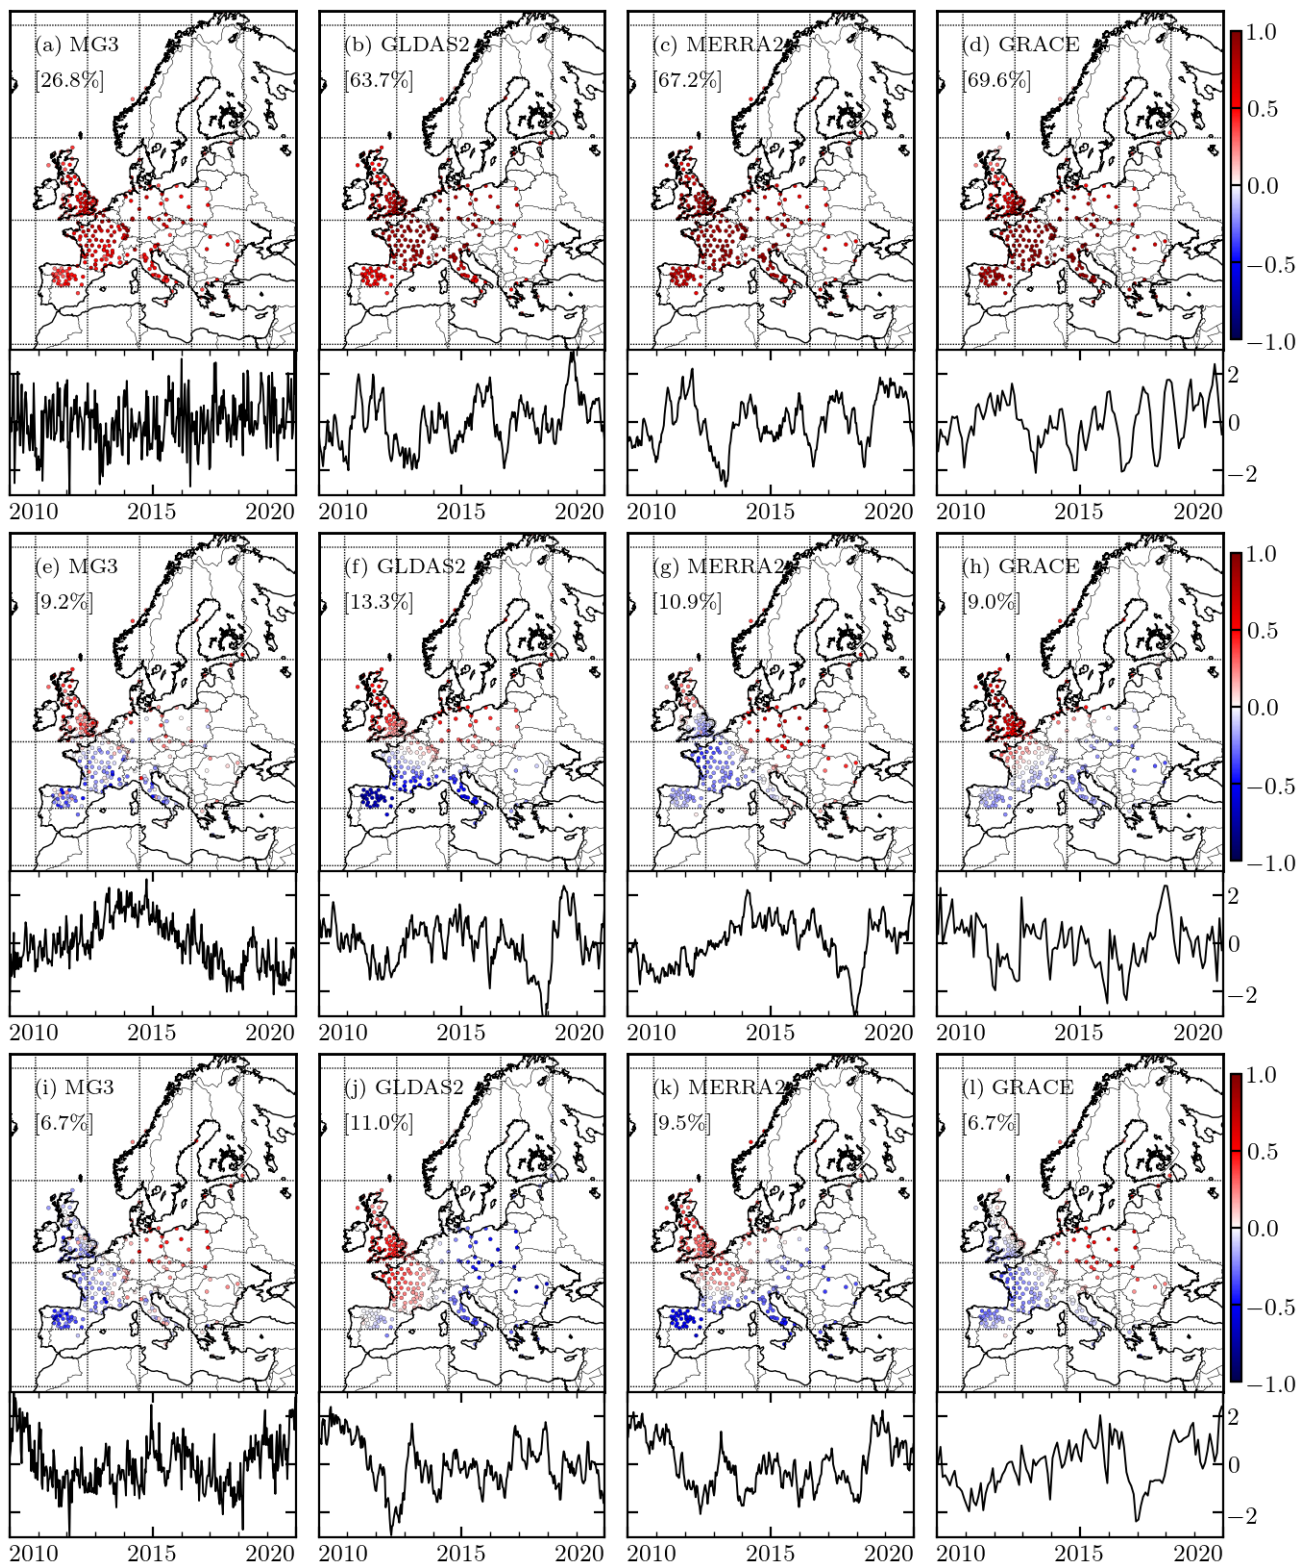 (a) MG3 (b) GLDAS2 (c) MERRA2 (d) GRACE 1.0
[26.8%] [63.7%] [67.2%] [69.6%]
0.5
0.0
−0.5
−1.0
2
0
−2
2010 2015 2020 2010 2015 2020 2010 2015 2020 2010 2015 2020
(e) MG3 (f) GLDAS2 (g) MERRA2 (h) GRACE 1.0
[9.2%] [13.3%] [10.9%] [9.0%]
0.5
0.0
−0.5
−1.0
2
0
−2
2010 2015 2020 2010 2015 2020 2010 2015 2020 2010 2015 2020
(i) MG3 (j) GLDAS2 (k) MERRA2 (l) GRACE 1.0
[6.7%] [11.0%] [9.5%] [6.7%]
0.5
0.0
−0.5
−1.0
2
0
−2
2010 2015 2020 2010 2015 2020 2010 2015 2020 2010 2015 2020